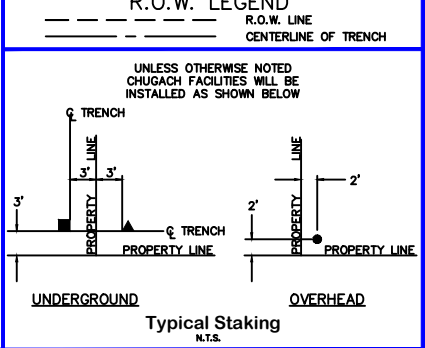 R.O.W. LEGEND
R.O.W. LINE
CENTERLINE OF TRENCH
UNLESS OTHERWISE NOTED
CHUGACH FACILITIES WILL BE
INSTALLED AS SHOWN BELOW
℄ TRENCH
PROPERTY LINE
3'
3'
3'
℄ TRENCH
PROPERTY LINE
UNDERGROUND
PROPERTY LINE
2'
2'
PROPERTY LINE
OVERHEAD
Typical Staking
N.T.S.